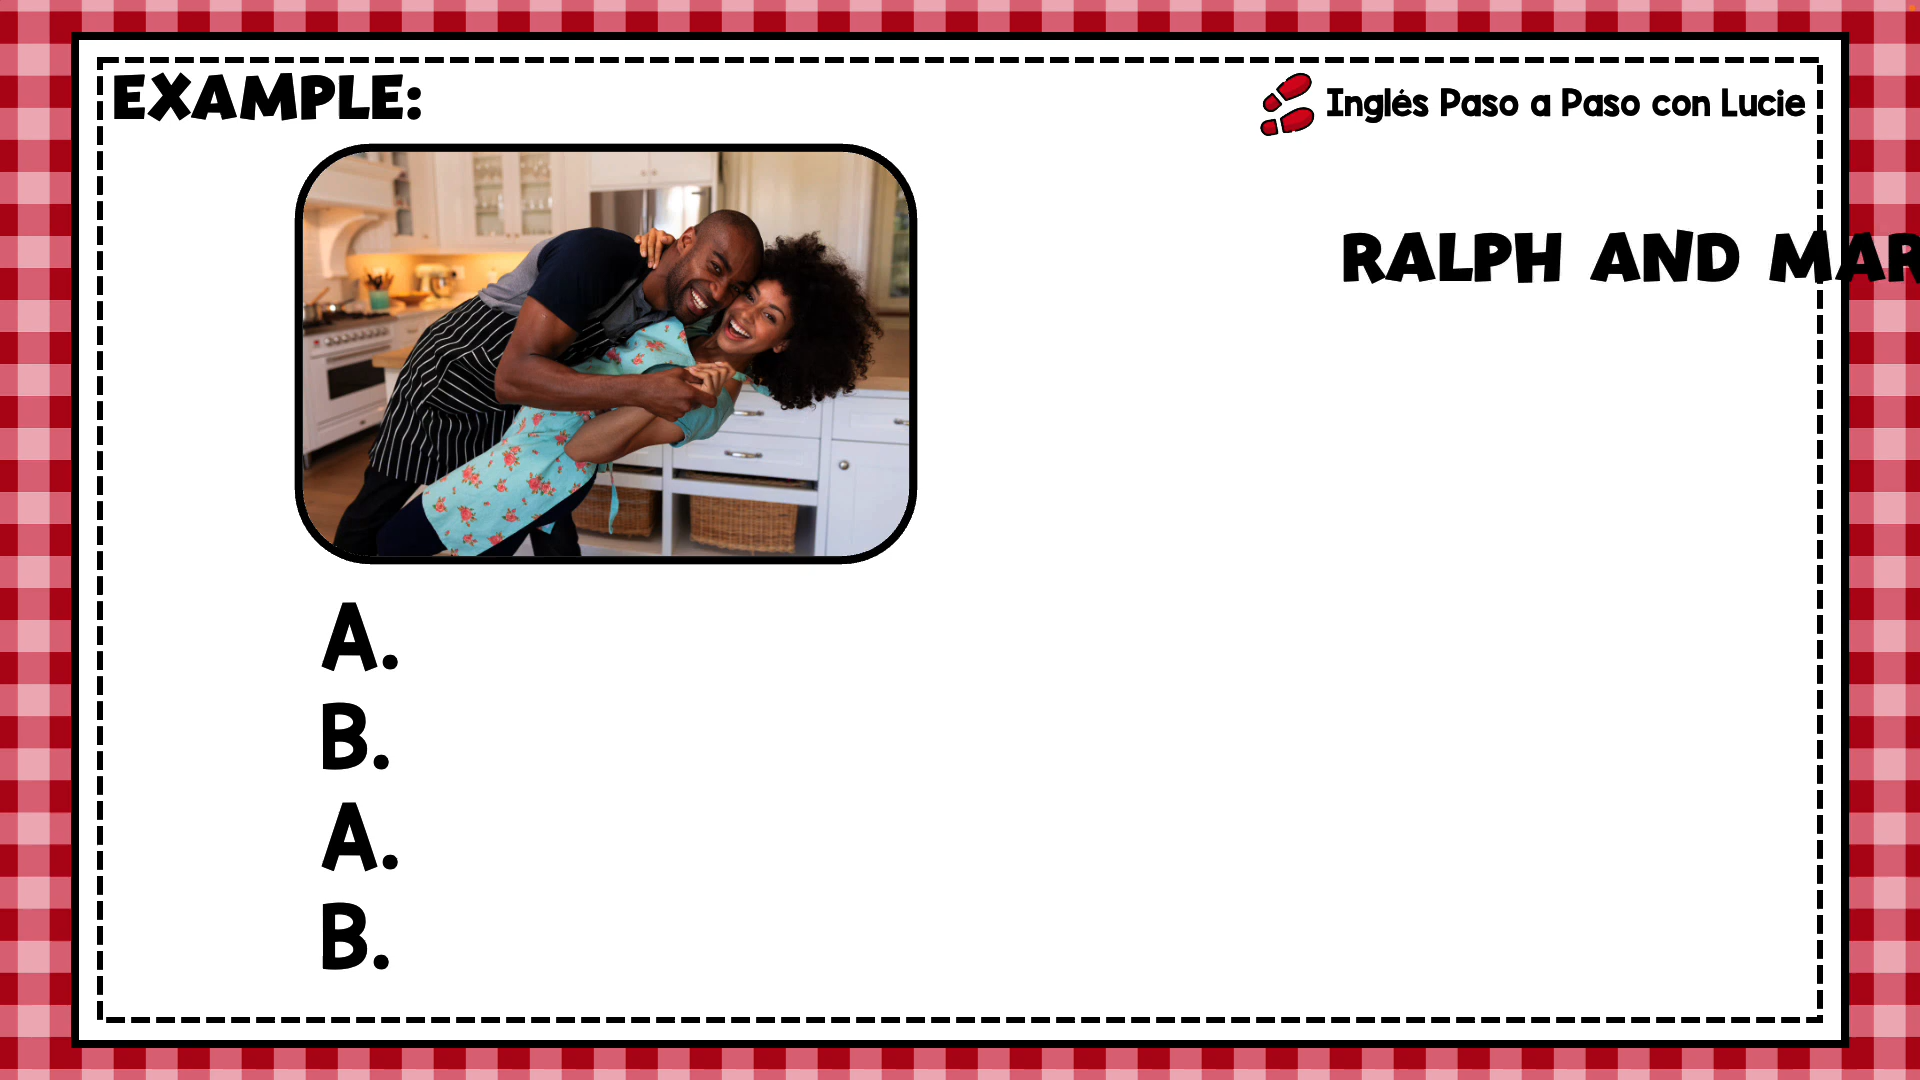 EXAMPLE:
Inglés Paso a Paso con Lucie
RALPH AND
A.
B.
A.
B.